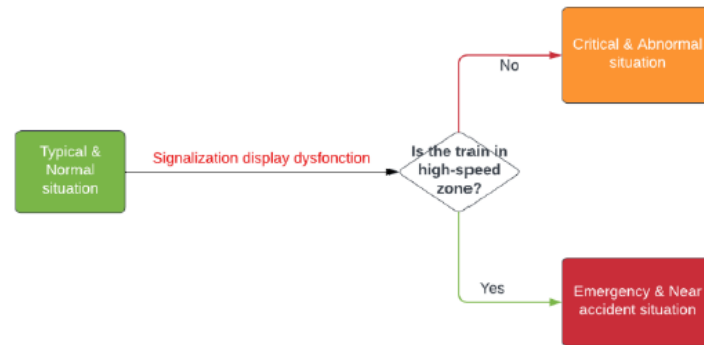 Critical & Abnormal
situation
No
Typical &
Normal
situation
Signalization display dysfonction
Is the train in
high-speed
zone?
Yes
Emergency & Near
accident situation